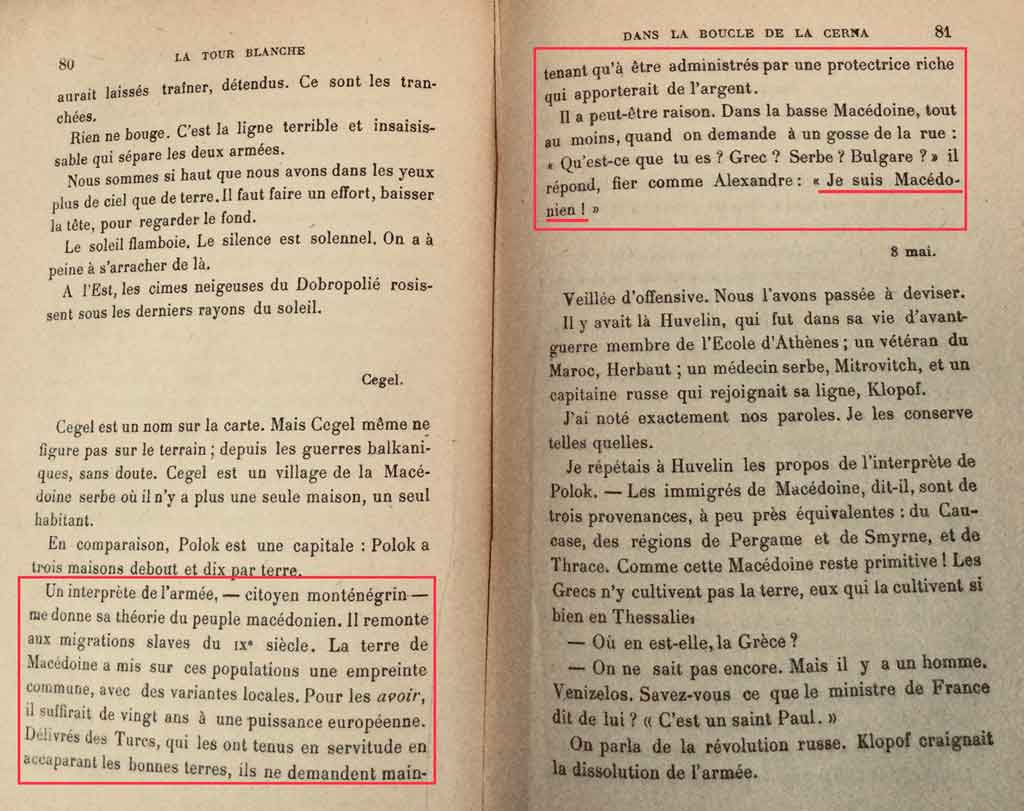 80
LA TOUR BLANCHE
aurait laissés traîner, détendus. Ce sont les tran-
chées.
Rien ne bouge. C'est la ligne terrible et insaisis-
sable qui sépare les deux armées.
Nous sommes si haut que nous avons dans les yeux
plus de ciel que de terre. Il faut faire un effort, baisser
la tête, pour regarder le fond.
Le soleil flamboie. Le silence est solennel. On a à
peine à s'arracher de là.
A l'Est, les cimes neigeuses du Dobropolié rosis-
sent sous les derniers rayons du soleil.
Cegel.
Cegel est un nom sur la carte. Mais Cegel même ne
figure pas sur le terrain ; depuis les guerres balkani-
ques, sans doute. Cegel est un village de la Macé-
doine serbe où il n'y a plus une seule maison, un seul
habitant.
En comparaison, Polok est une capitale : Polok a
trois maisons debout et dix par terre.
Un interprète de l'armée, — citoyen monténégrin —
me donne sa théorie du peuple macédonien. Il remonte
aux migrations slaves du IXe siècle. La terre de
Macédoine a mis sur ces populations une empreinte
commune, avec des variantes locales. Pour les avoir,
il suffirait de vingt ans à une puissance européenne.
Délivrés des Turcs, qui les ont tenus en servitude en
accaparant les bonnes terres, ils ne demandent main-
DANS LA BOUCLE DE LA CERNA
81
tenant qu'à être administrés par une protectrice riche
qui apporterait de l'argent.
Il a peut-être raison. Dans la basse Macédoine, tout
au moins, quand on demande à un gosse de la rue :
« Qu'est-ce que tu es ? Grec ? Serbe ? Bulgare ? » il
répond, fier comme Alexandre : « Je suis Macédo-
nien ! »
8 mai.
Veillée d'offensive. Nous l'avons passée à deviser.
Il y avait là Huvelin, qui fut dans sa vie d'avant-
guerre membre de l'Ecole d'Athènes ; un vétéran du
Maroc, Herbaut ; un médecin serbe, Mitrovitch, et un
capitaine russe qui rejoignait sa ligne, Klopof.
J'ai noté exactement nos paroles. Je les conserve
telles quelles.
Je répétais à Huvelin les propos de l'interprète de
Polok. — Les immigrés de Macédoine, dit-il, sont de
trois provenances, à peu près équivalentes : du Cau-
case, des régions de Pergame et de Smyrne, et de
Thrace. Comme cette Macédoine reste primitive ! Les
Grecs n'y cultivent pas la terre, eux qui la cultivent si
bien en Thessalie.
— Où en est-elle, la Grèce ?
— On ne sait pas encore. Mais il y a un homme.
Venizelos. Savez-vous ce que le ministre de France
dit de lui ? « C'est un saint Paul. »
On parla de la révolution russe. Klopof craignait
la dissolution de l'armée.